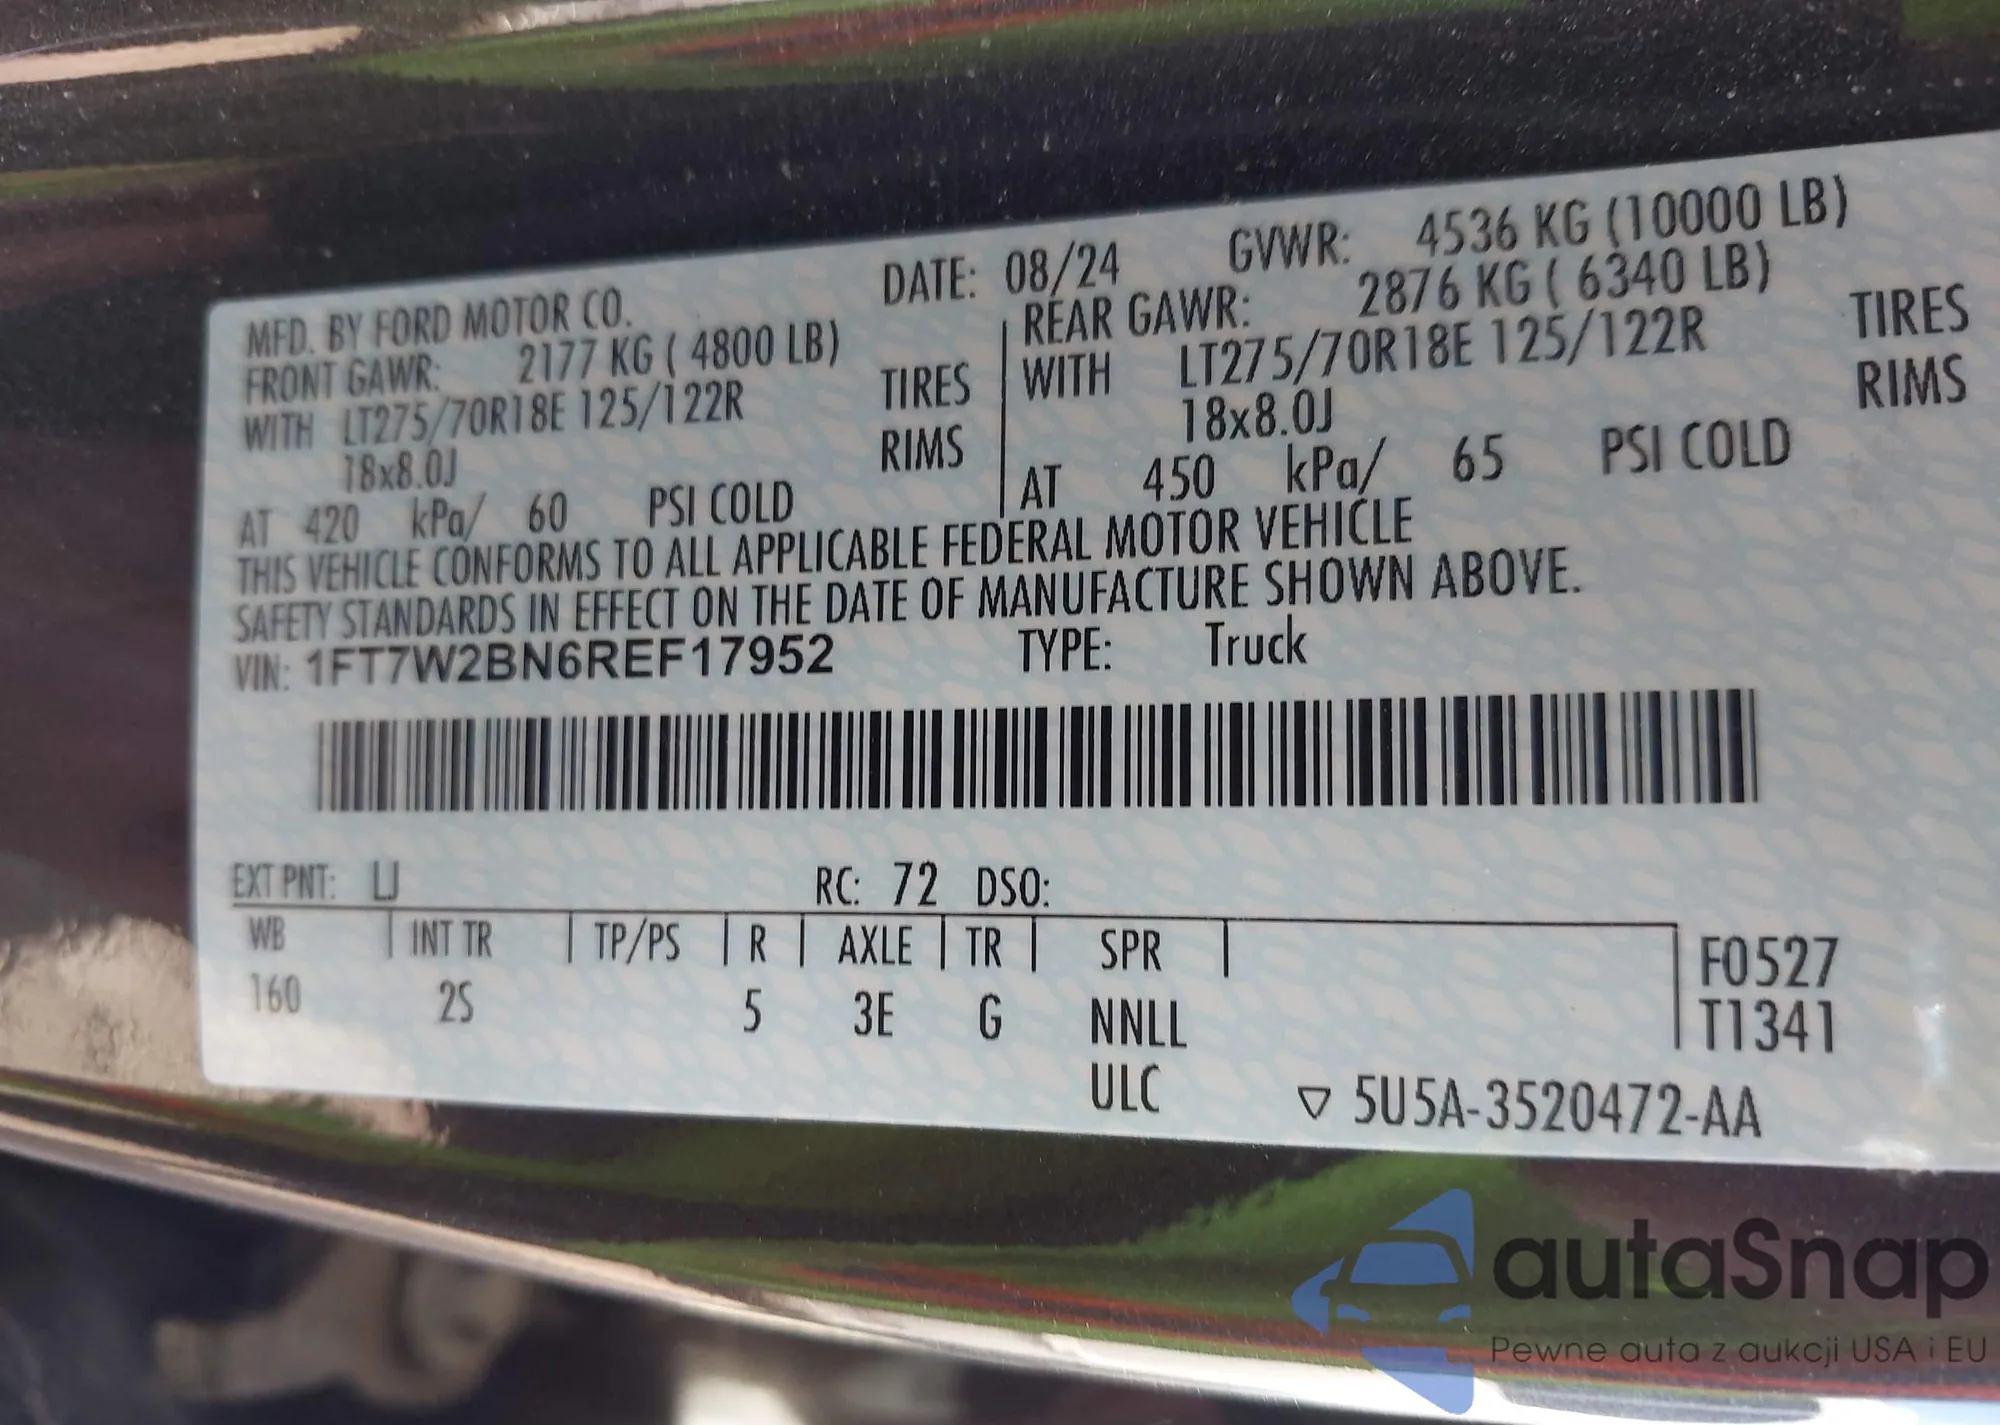 MFD. BY FORD MOTOR CO. DATE: 08/24 GVWR: 4536 KG (10000 LB)
FRONT GAWR: 2177 KG ( 4800 LB) REAR GAWR: 2876 KG ( 6340 LB)
WITH LT275/70R18E 125/122R TIRES WITH LT275/70R18E 125/122R TIRES
18x8.0J RIMS 18x8.0J RIMS
AT 420 kPa/ 60 PSI COLD AT 450 kPa/ 65 PSI COLD
THIS VEHICLE CONFORMS TO ALL APPLICABLE FEDERAL MOTOR VEHICLE
SAFETY STANDARDS IN EFFECT ON THE DATE OF MANUFACTURE SHOWN ABOVE.
VIN: 1FT7W2BN6REF17952 TYPE: Truck
EXT PNT: LJ RC: 72 DSO:
WB INT TR TP/PS R AXLE TR SPR F0527
160 2S 5 3E G NNLL T1341
ULC ▽ 5U5A-3520472-AA
autaSnap
Pewne auta z aukcji USA i EU